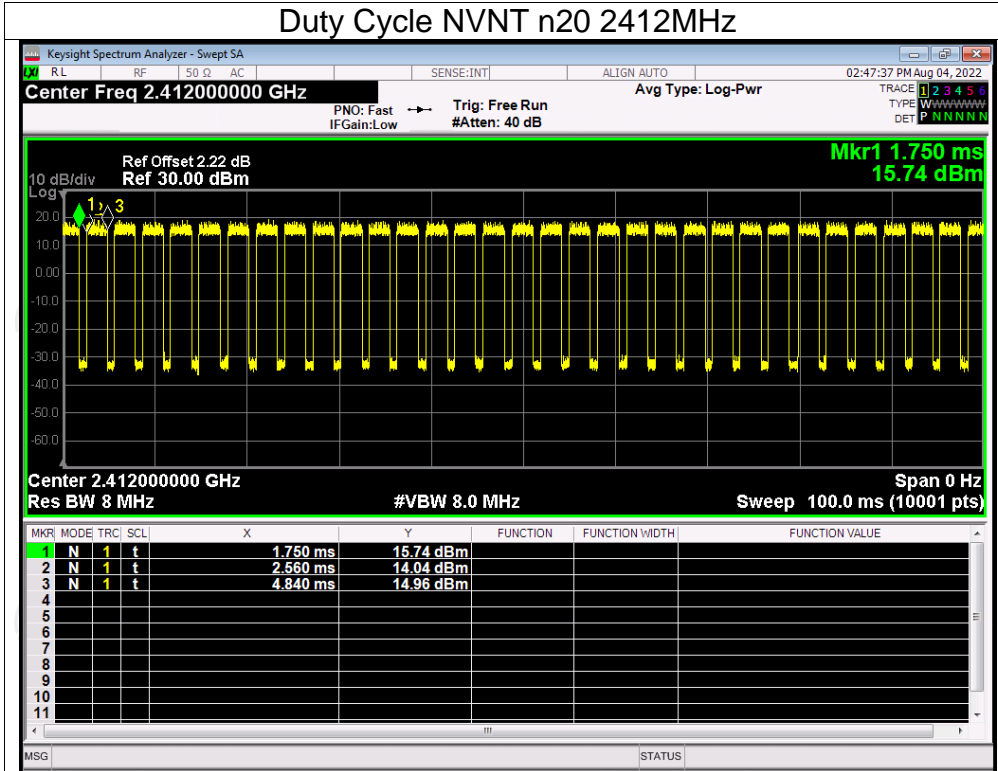 Duty Cycle NVNT n20 2412MHz
Keysight Spectrum Analyzer - Swept SA
LXI RL RF 50 Ω AC SENSE:INT ALIGN AUTO 02:47:37 PM Aug 04, 2022
Center Freq 2.412000000 GHz Avg Type: Log-Pwr TRACE 1 2 3 4 5 6
PNO: Fast Trig: Free Run TYPE W
IFGain:Low #Atten: 40 dB DET P N N N N N
Mkr1 1.750 ms
Ref Offset 2.22 dB
10 dB/div Ref 30.00 dBm 15.74 dBm
Log
1 3
20.0
10.0
0.00
-10.0
-20.0
-30.0
-40.0
-50.0
-60.0
Center 2.412000000 GHz Span 0 Hz
Res BW 8 MHz #VBW 8.0 MHz Sweep 100.0 ms (10001 pts)
MKR MODE TRC SCL X Y FUNCTION FUNCTION WIDTH FUNCTION VALUE
1 N 1 t 1.750 ms 15.74 dBm
2 N 1 t 2.560 ms 14.04 dBm
3 N 1 t 4.840 ms 14.96 dBm
4
5
6
7
8
9
10
11
MSG STATUS